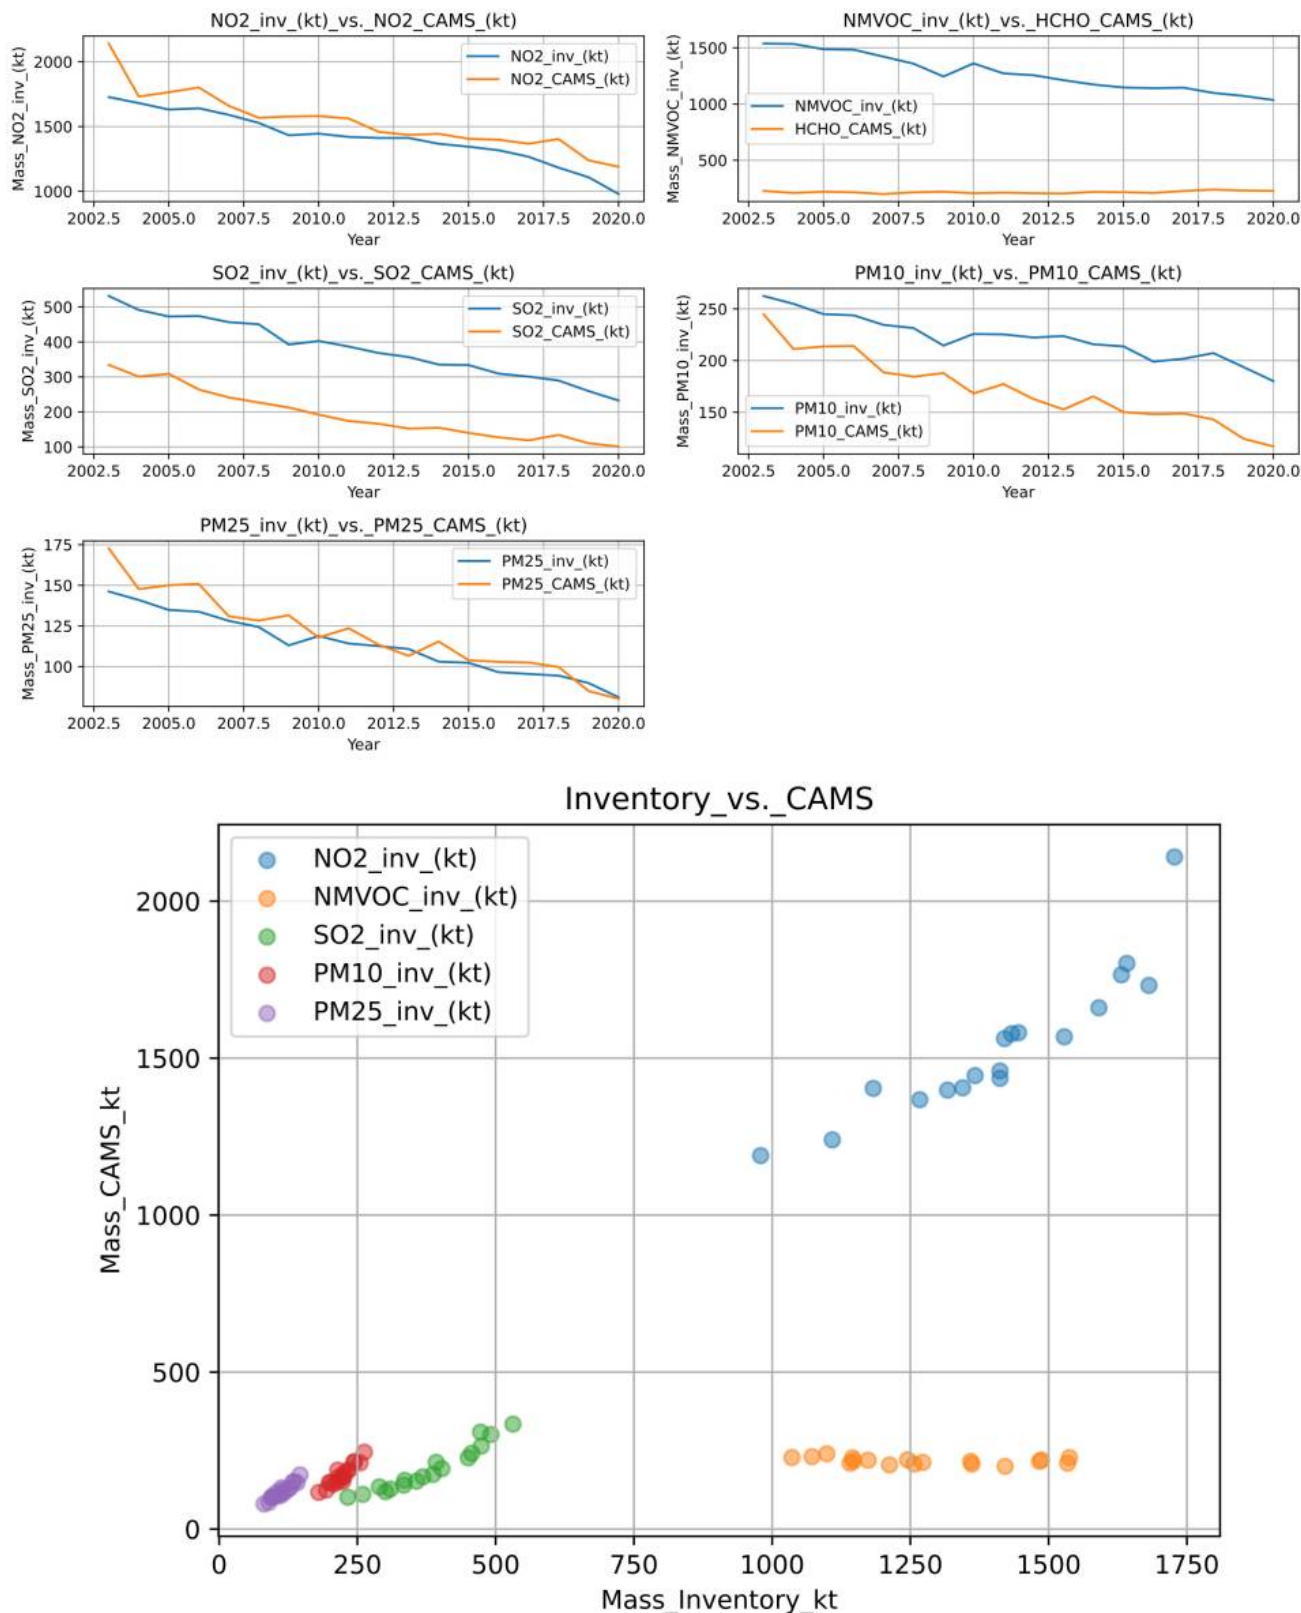 NO2_inv_(kt)_vs._NO2_CAMS_(kt)
Mass_NO2_inv_(kt)
2000
1500
1000
NO2_inv_(kt)
NO2_CAMS_(kt)
2002.5 2005.0 2007.5 2010.0 2012.5 2015.0 2017.5 2020.0
Year
NMVOC_inv_(kt)_vs._HCHO_CAMS_(kt)
Mass_NMVOC_inv_(kt)
1500
1000
500
NMVOC_inv_(kt)
HCHO_CAMS_(kt)
2002.5 2005.0 2007.5 2010.0 2012.5 2015.0 2017.5 2020.0
Year
SO2_inv_(kt)_vs._SO2_CAMS_(kt)
Mass_SO2_inv_(kt)
500
400
300
200
100
SO2_inv_(kt)
SO2_CAMS_(kt)
2002.5 2005.0 2007.5 2010.0 2012.5 2015.0 2017.5 2020.0
Year
PM10_inv_(kt)_vs._PM10_CAMS_(kt)
Mass_PM10_inv_(kt)
250
200
150
PM10_inv_(kt)
PM10_CAMS_(kt)
2002.5 2005.0 2007.5 2010.0 2012.5 2015.0 2017.5 2020.0
Year
PM25_inv_(kt)_vs._PM25_CAMS_(kt)
Mass_PM25_inv_(kt)
175
150
125
100
PM25_inv_(kt)
PM25_CAMS_(kt)
2002.5 2005.0 2007.5 2010.0 2012.5 2015.0 2017.5 2020.0
Year
Inventory_vs._CAMS
Mass_CAMS_kt
2000
1500
1000
500
0
NO2_inv_(kt)
NMVOC_inv_(kt)
SO2_inv_(kt)
PM10_inv_(kt)
PM25_inv_(kt)
0 250 500 750 1000 1250 1500 1750
Mass_Inventory_kt